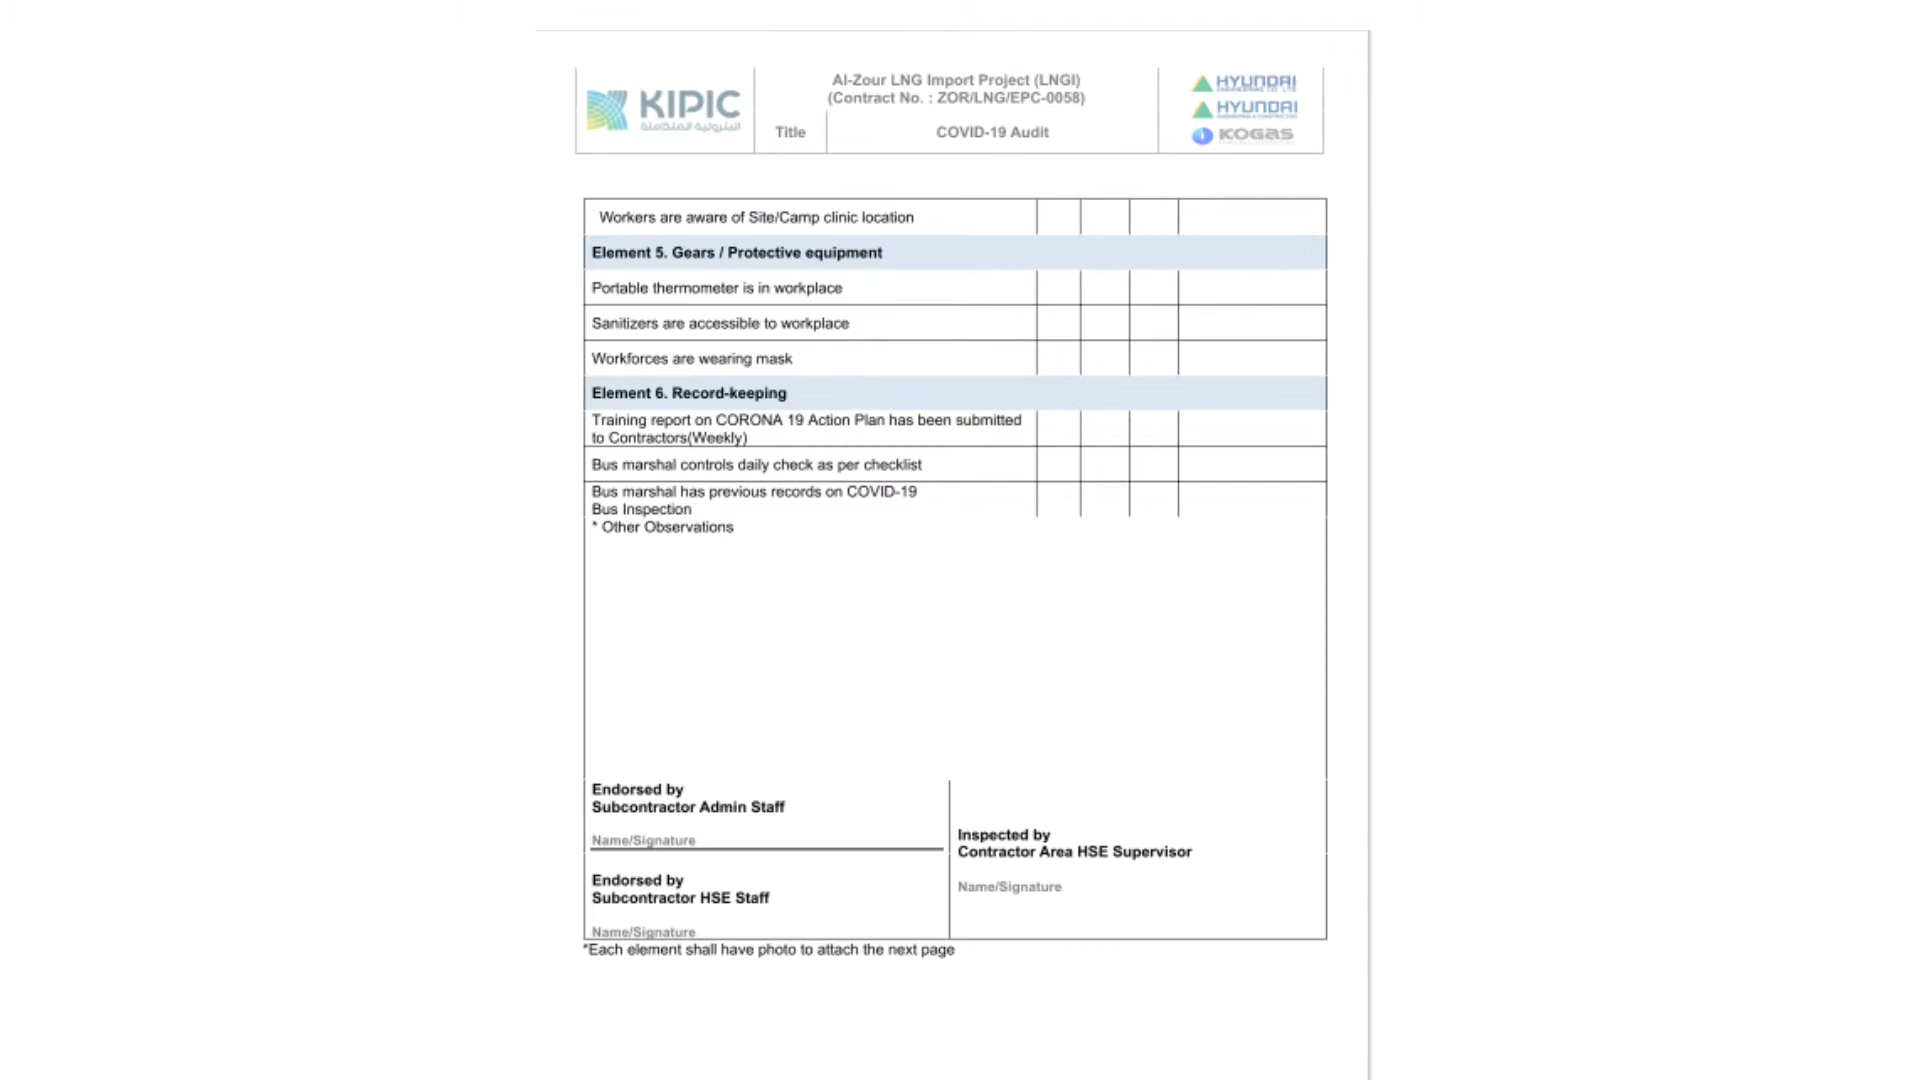 KIPIC
البترولية المتكاملة
Al-Zour LNG Import Project (LNGI)
(Contract No. : ZOR/LNG/EPC-0058)
Title
COVID-19 Audit
HYUNDAI
ENGINEERING CO., LTD.
HYUNDAI
ENGINEERING & CONSTRUCTION
KOGAS
Workers are aware of Site/Camp clinic location
Element 5. Gears / Protective equipment
Portable thermometer is in workplace
Sanitizers are accessible to workplace
Workforces are wearing mask
Element 6. Record-keeping
Training report on CORONA 19 Action Plan has been submitted
to Contractors(Weekly)
Bus marshal controls daily check as per checklist
Bus marshal has previous records on COVID-19
Bus Inspection
* Other Observations
Endorsed by
Subcontractor Admin Staff
Name/Signature
Endorsed by
Subcontractor HSE Staff
Name/Signature
Inspected by
Contractor Area HSE Supervisor
Name/Signature
*Each element shall have photo to attach the next page